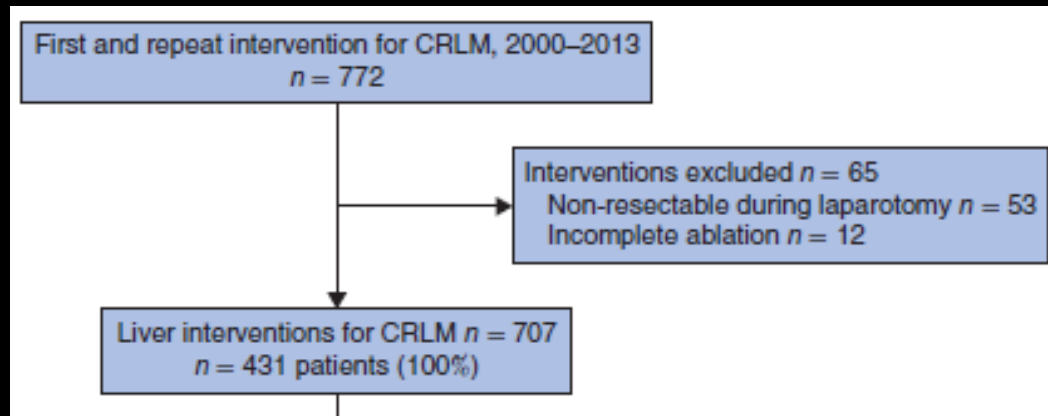 First and repeat intervention for CRLM, 2000–2013
n = 772
Interventions excluded n = 65
Non-resectable during laparotomy n = 53
Incomplete ablation n = 12
Liver interventions for CRLM n = 707
n = 431 patients (100%)